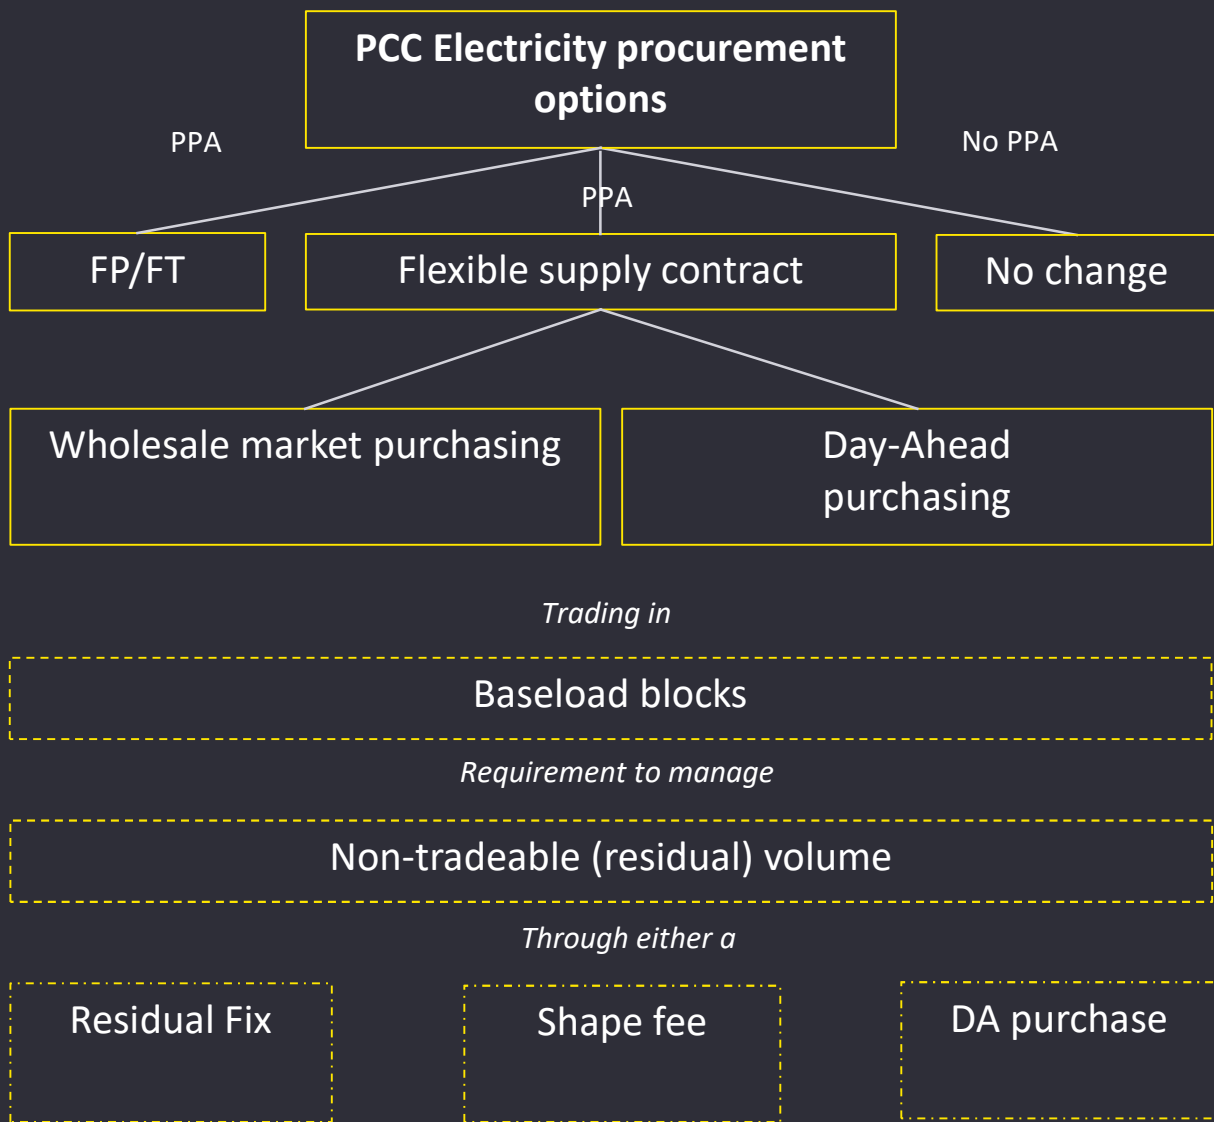 PCC Electricity procurement
options
PPA
No PPA
PPA
FP/FT
Flexible supply contract
No change
Wholesale market purchasing
Day-Ahead
purchasing
Trading in
Baseload blocks
Requirement to manage
Non-tradeable (residual) volume
Through either a
Residual Fix
Shape fee
DA purchase